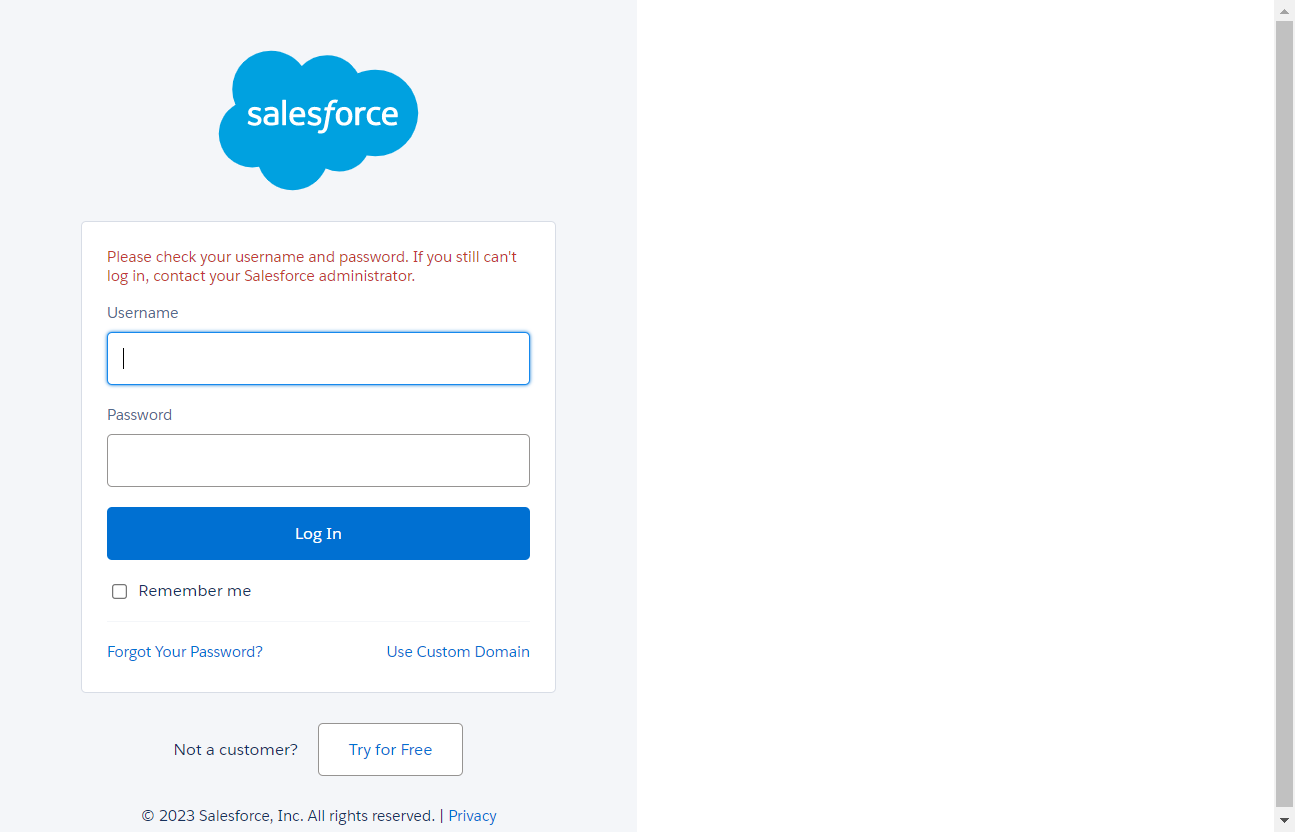 salesforce
Please check your username and password. If you still can't
log in, contact your Salesforce administrator.
Username
Password
Log In
Remember me
Forgot Your Password? Use Custom Domain
Not a customer? Try for Free
© 2023 Salesforce, Inc. All rights reserved. | Privacy